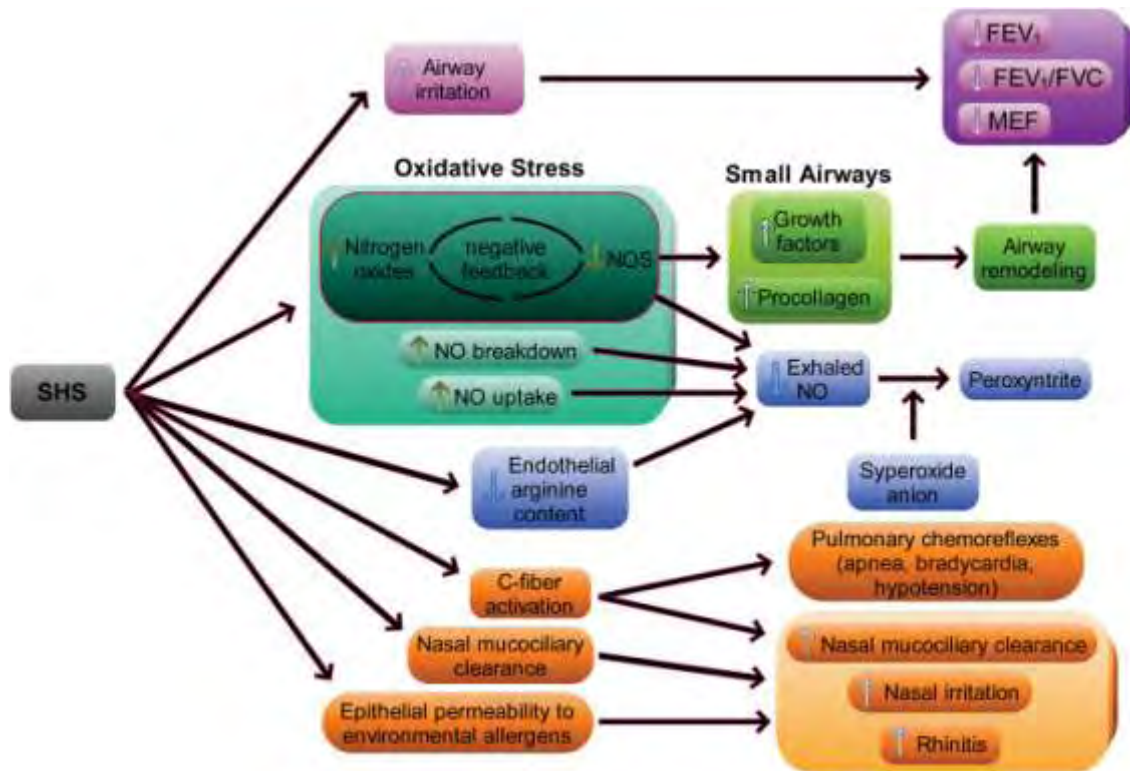 Airway
irritation
FEV₁
FEV₁/FVC
MEF
Oxidative Stress
Nitrogen
oxides
negative
feedback
NOS
NO breakdown
NO uptake
Small Airways
Growth
factors
Procollagen
Airway
remodeling
SHS
Exhaled
NO
Peroxyntrite
Endothelial
arginine
content
Syperoxide
anion
C-fiber
activation
Pulmonary chemoreflexes
(apnea, bradycardia,
hypotension)
Nasal mucociliary
clearance
Nasal mucociliary clearance
Nasal irritation
Rhinitis
Epithelial permeability to
environmental allergens